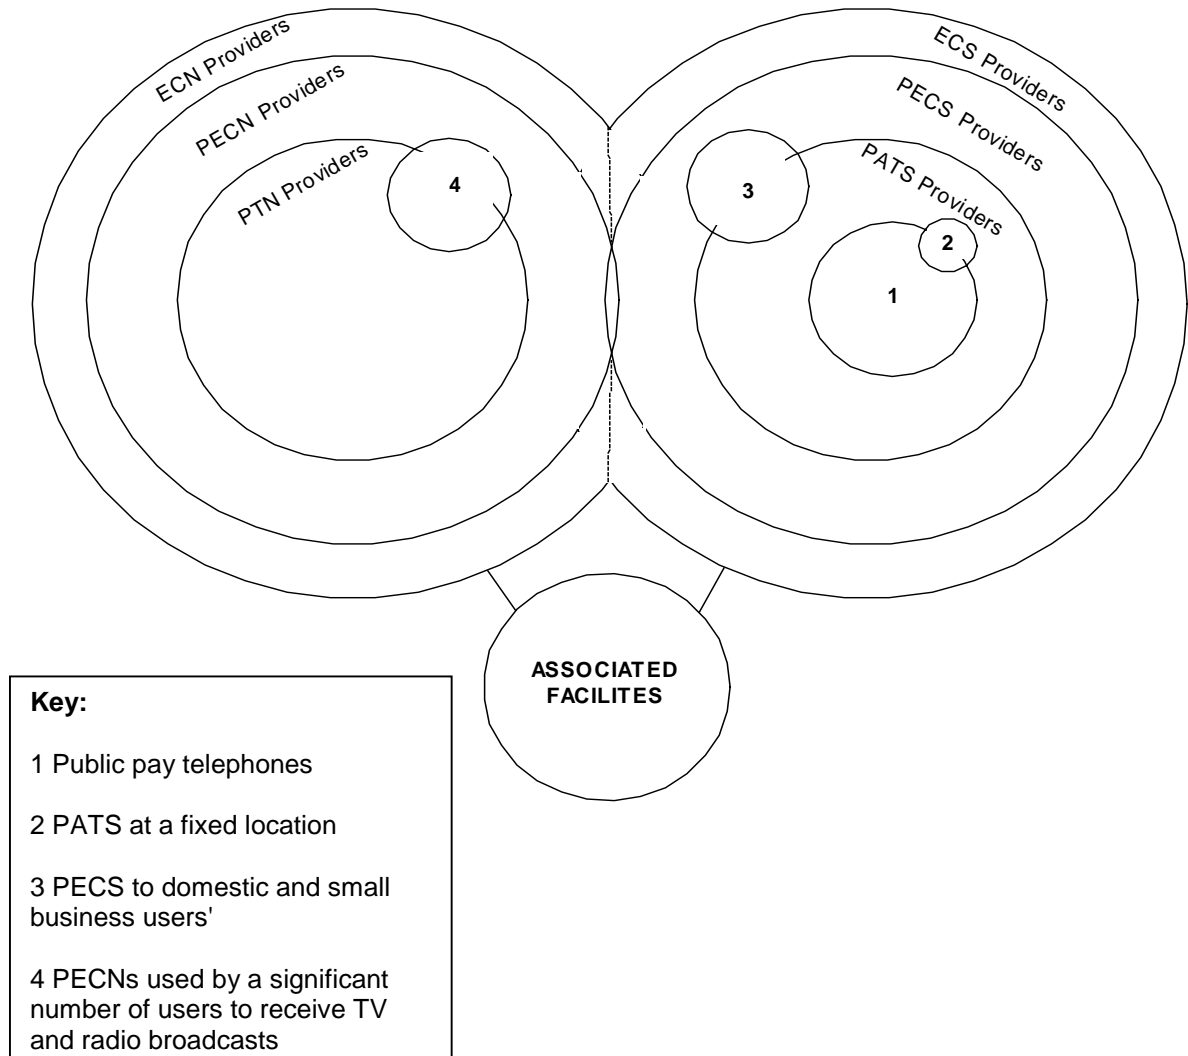 ECN Providers
PECN Providers
PTN Providers
4
ECS Providers
PECS Providers
PATS Providers
3
2
1
ASSOCIATED
FACILITES
Key:
1 Public pay telephones
2 PATS at a fixed location
3 PECS to domestic and small
business users'
4 PECNs used by a significant
number of users to receive TV
and radio broadcasts